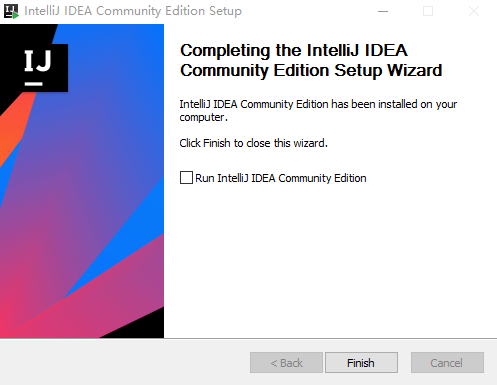 IntelliJ IDEA Community Edition Setup
IJ
Completing the IntelliJ IDEA
Community Edition Setup Wizard
IntelliJ IDEA Community Edition has been installed on your
computer.
Click Finish to close this wizard.
Run IntelliJ IDEA Community Edition
< Back
Finish
Cancel